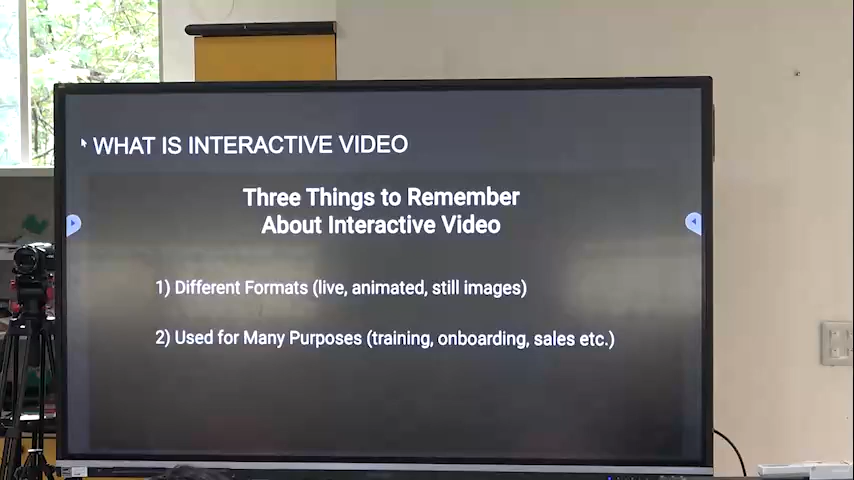 WHAT IS INTERACTIVE VIDEO
Three Things to Remember
About Interactive Video
1) Different Formats (live, animated, still images)
2) Used for Many Purposes (training, onboarding, sales etc.)